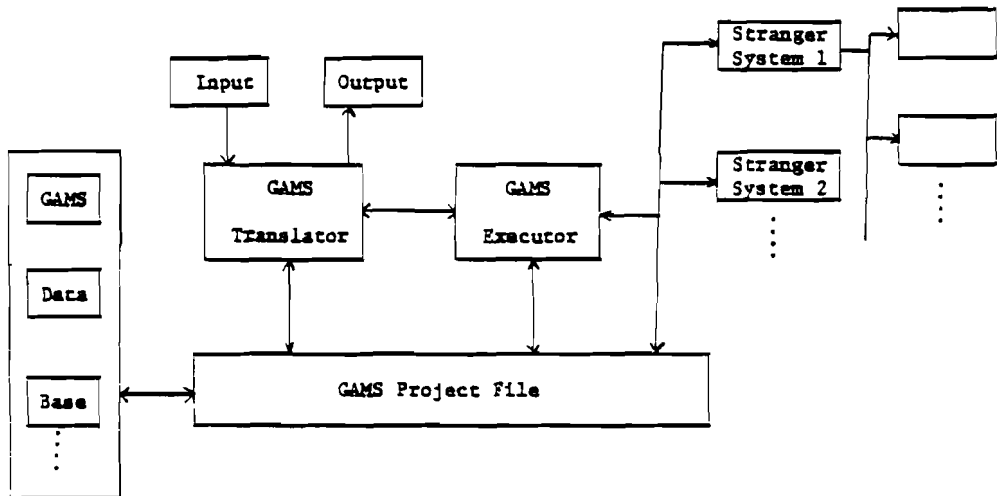 Input
Output
Stranger
System 1
GAMS
Translator
GAMS
Executor
Stranger
System 2
GAMS
Data
Base
GAMS Project File